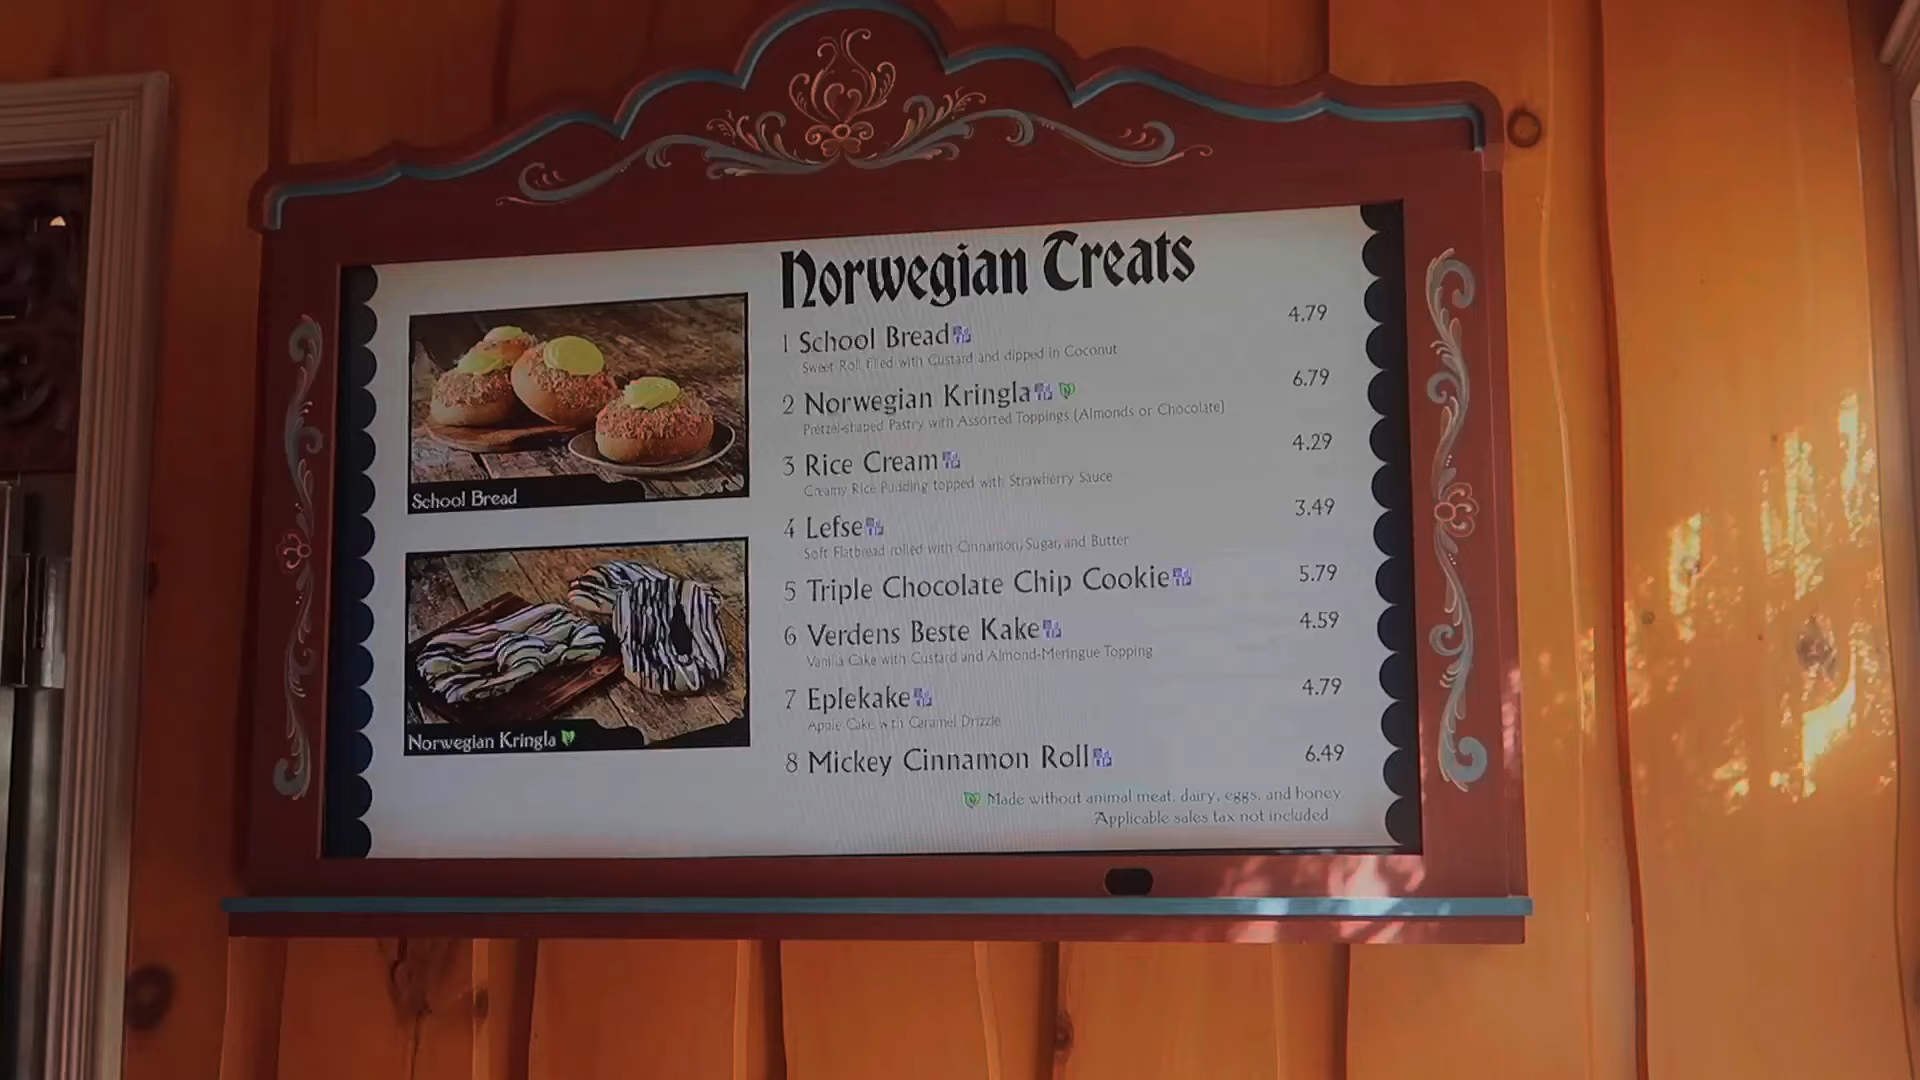 Norwegian Treats
1 School Bread 4.79
Sweet Roll filled with Custard and dipped in Coconut
2 Norwegian Kringla 6.79
Pretzel-shaped Pastry with Assorted Toppings (Almonds or Chocolate)
3 Rice Cream 4.29
Creamy Rice Pudding topped with Strawberry Sauce
4 Lefse 3.49
Soft Flatbread rolled with Cinnamon, Sugar, and Butter
5 Triple Chocolate Chip Cookie 5.79
6 Verdens Beste Kake 4.59
Vanilla Cake with Custard and Almond-Meringue Topping
7 Eplekake 4.79
Apple Cake with Caramel Drizzle
8 Mickey Cinnamon Roll 6.49
Made without animal meat, dairy, eggs, and honey
Applicable sales tax not included.
School Bread
Norwegian Kringla